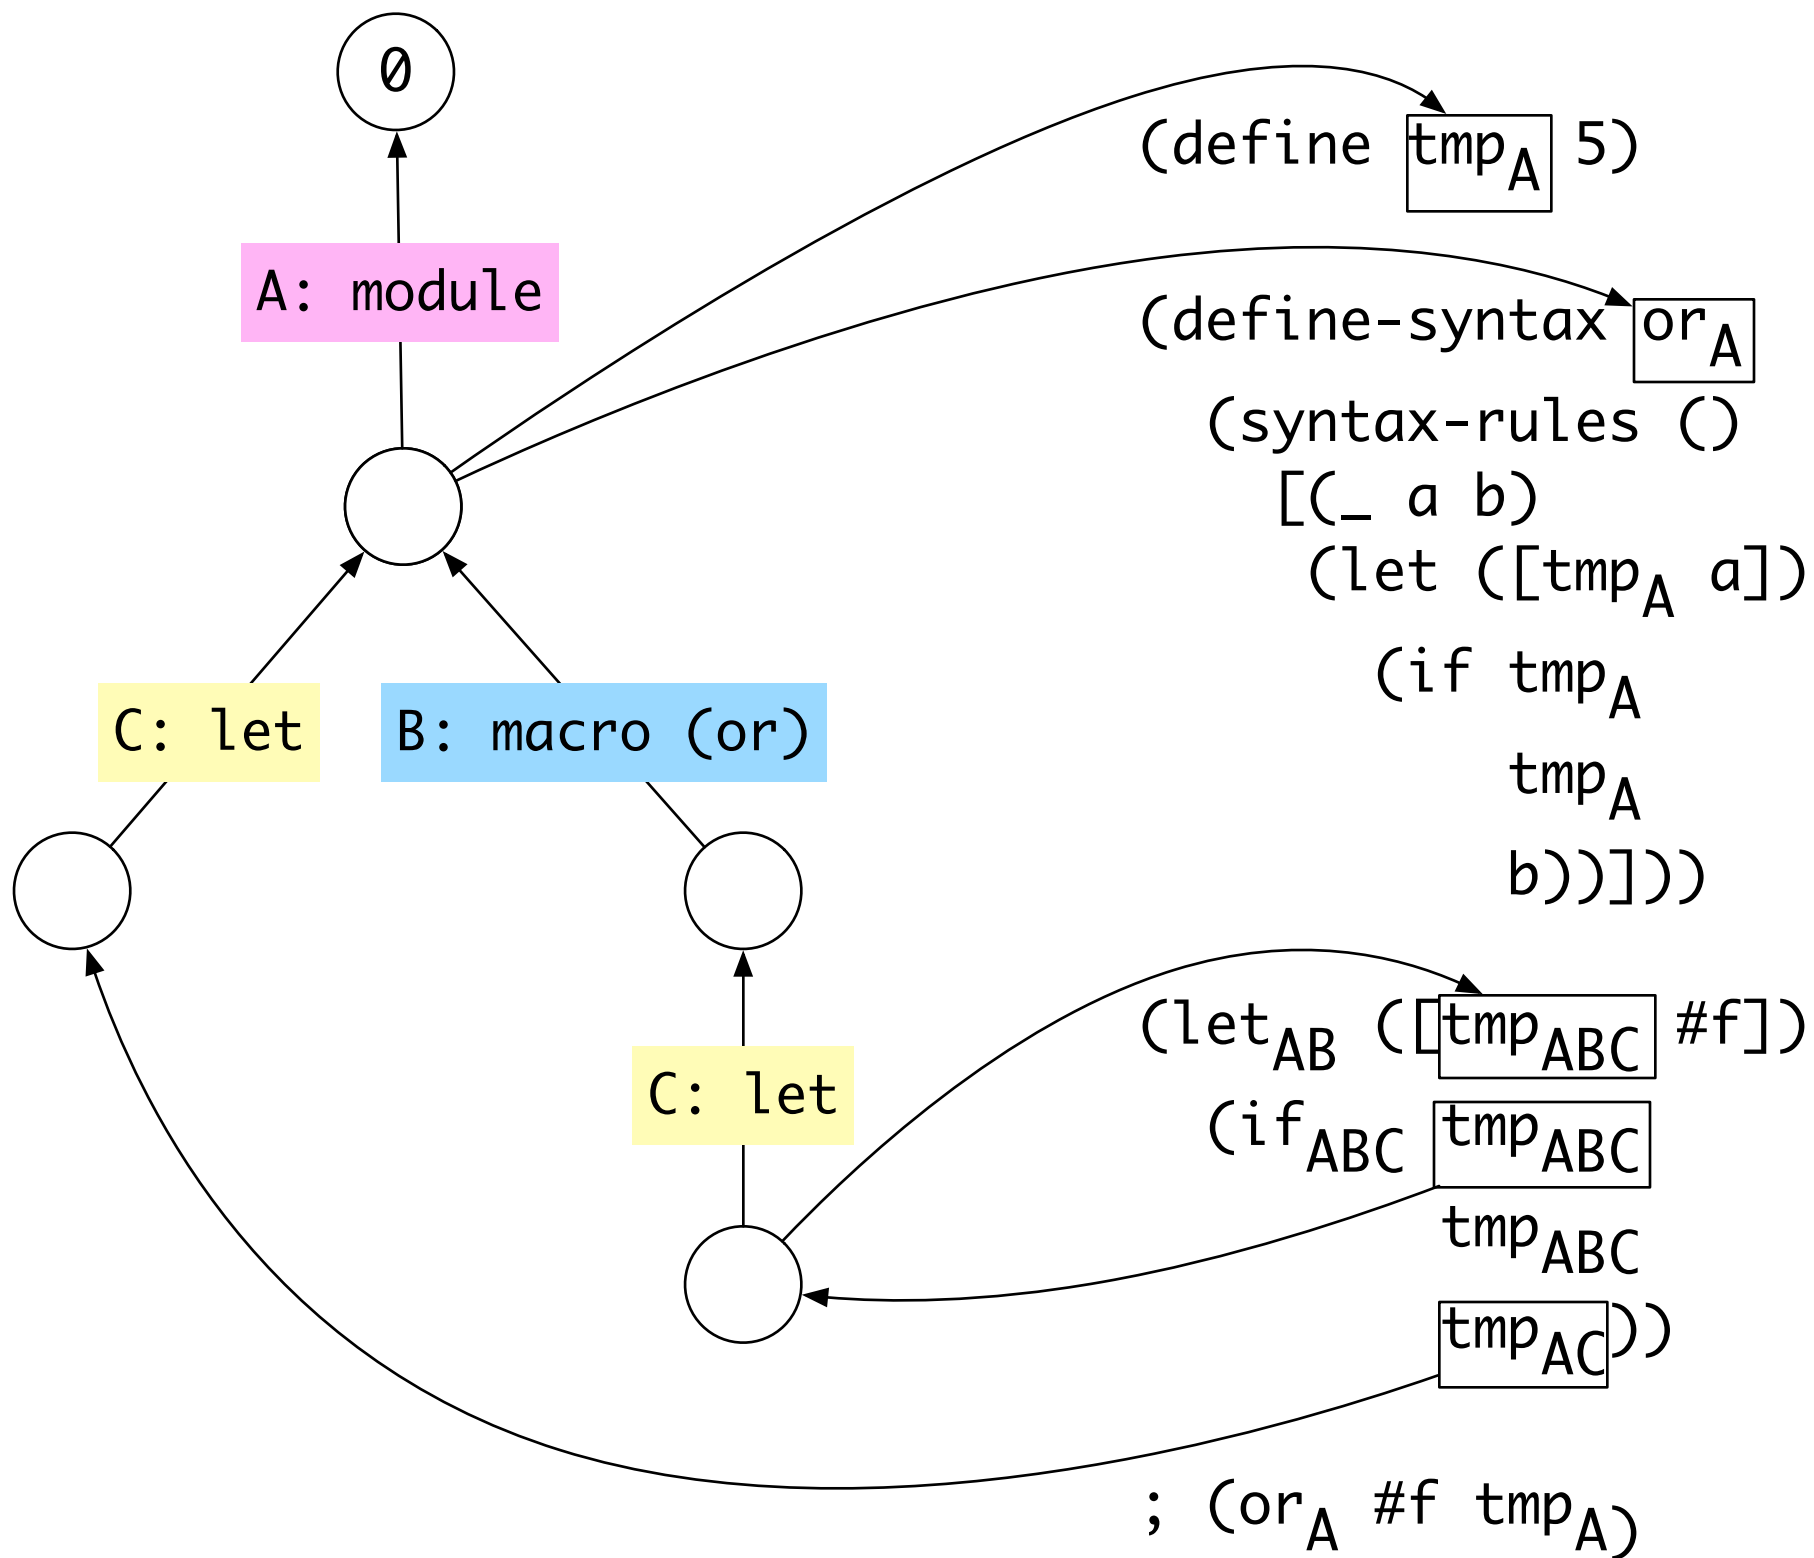 0
A: module
C: let
B: macro (or)
C: let
(define tmpA 5)
(define-syntax orA
(syntax-rules ()
[(_ a b)
(let ([tmpA a])
(if tmpA
tmpA
b))]))
(letAB ([tmpABC #f])
(ifABC tmpABC
tmpABC
tmpAC))
; (orA #f tmpA)